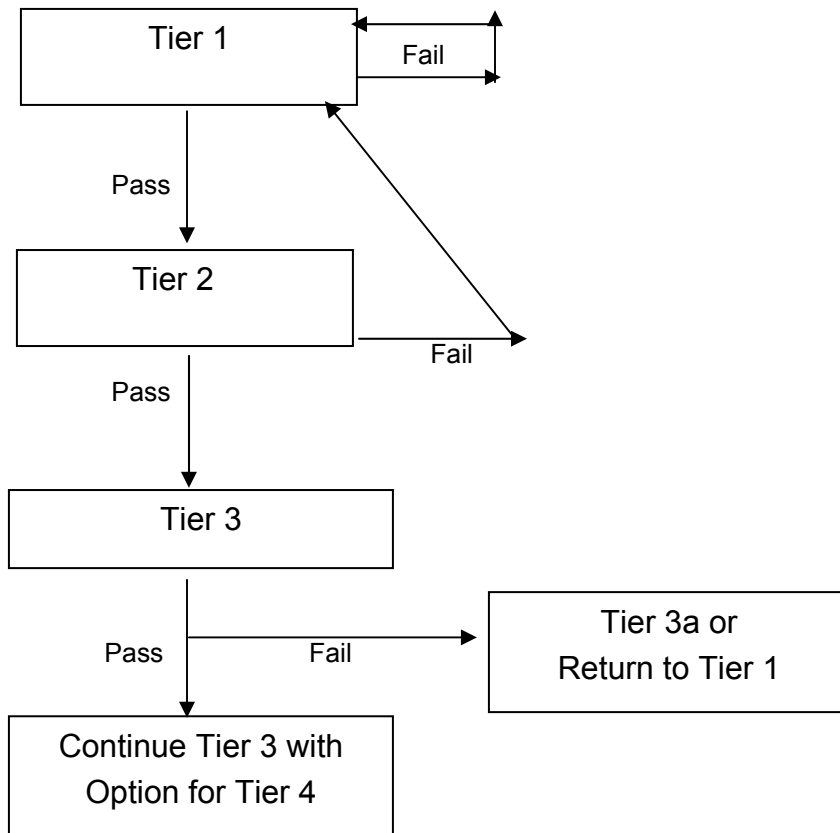 Tier 1
Fail
Pass
Tier 2
Fail
Pass
Tier 3
Pass
Fail
Tier 3a or
Return to Tier 1
Continue Tier 3 with
Option for Tier 4